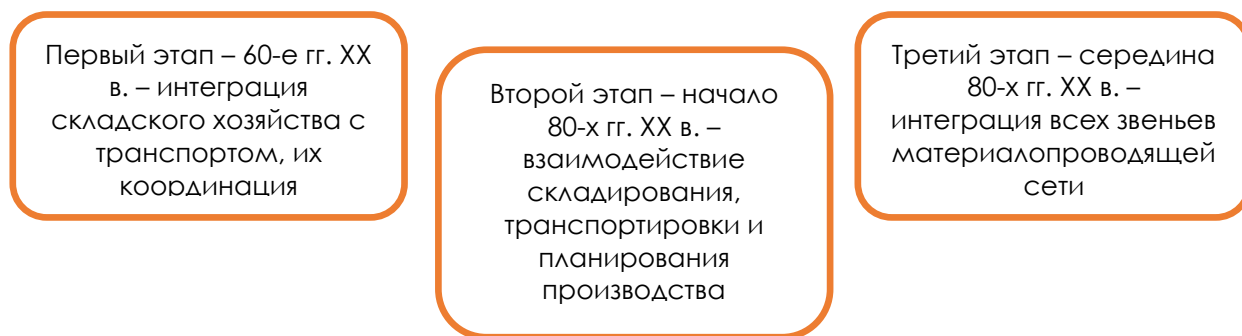 Первый этап – 60-е гг. XX
в. – интеграция
складского хозяйства с
транспортом, их
координация
Второй этап – начало
80-х гг. XX в. –
взаимодействие
складирования,
транспортировки и
планирования
производства
Третий этап – середина
80-х гг. XX в. –
интеграция всех звеньев
материалопроводящей
сети